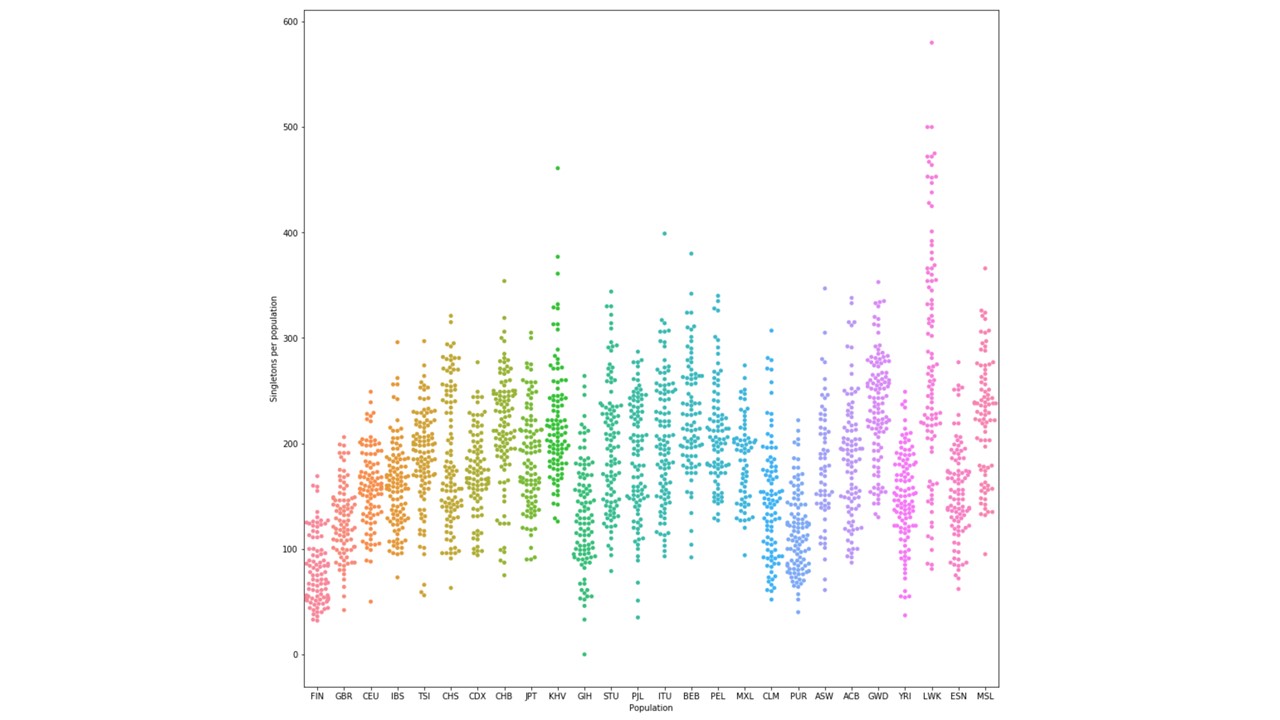 600
500
400
300
200
100
0
Singletons per population
FIN GBR CEU IBS TSI CHS CDX CHB JPT KHV GIH STU PJL ITU BEB PEL MXL CLM PUR ASW ACB GWD YRI LWK ESN MSL
Population